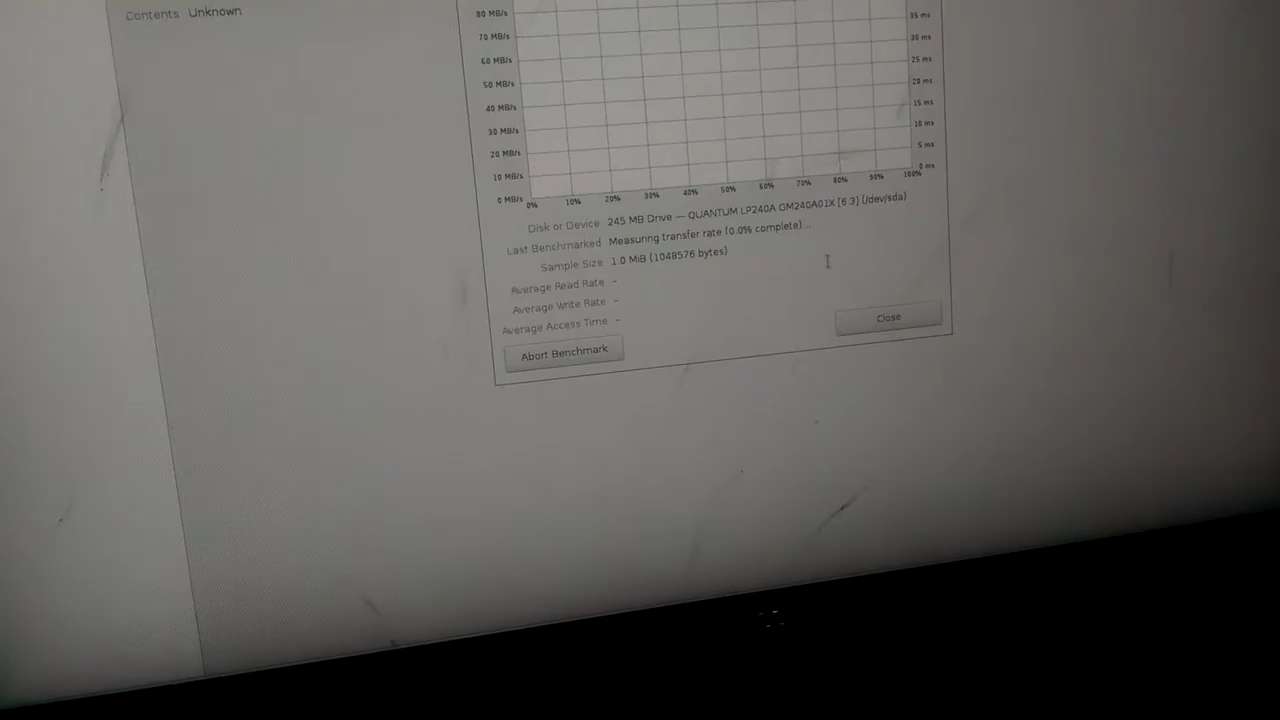 Contents Unknown
80 MB/s
70 MB/s
60 MB/s
50 MB/s
40 MB/s
30 MB/s
20 MB/s
10 MB/s
0 MB/s
35 ms
30 ms
25 ms
20 ms
15 ms
10 ms
5 ms
0 ms
0% 10% 20% 30% 40% 50% 60% 70% 80% 90% 100%
Disk or Device 245 MB Drive — QUANTUM LP240A GM240A01X [6.3] (/dev/sda)
Last Benchmarked Measuring transfer rate (0.0% complete)...
Sample Size 1.0 MiB (1048576 bytes)
Average Read Rate –
Average Write Rate –
Average Access Time –
Abort Benchmark
Close